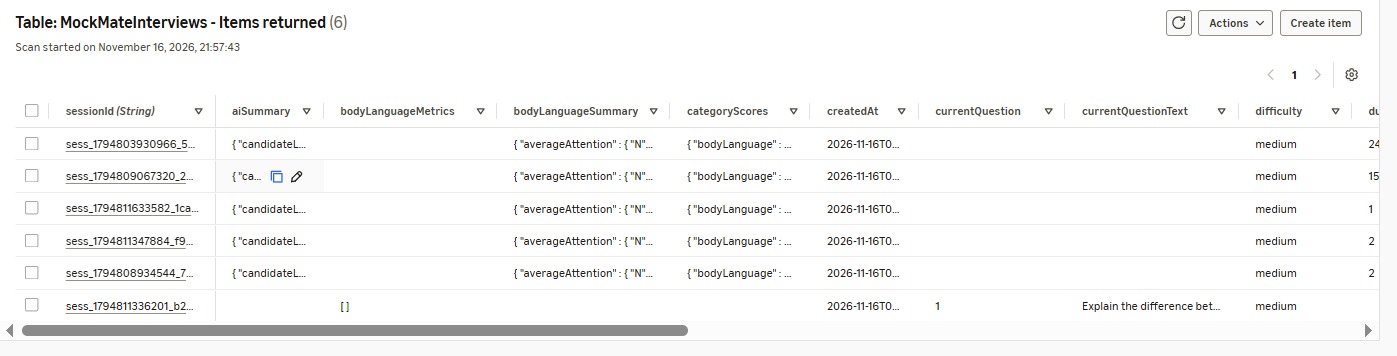 Table: MockMateInterviews - Items returned (6)
Actions
Create item
Scan started on November 16, 2026, 21:57:43
1
sessionId (String) aiSummary bodyLanguageMetrics bodyLanguageSummary categoryScores createdAt currentQuestion currentQuestionText difficulty du
sess_1794803930966_5... { "candidateL... { "averageAttention" : { "N"... { "bodyLanguage" : ... 2026-11-16T0... medium 24
sess_1794809067320_2... { "ca... { "averageAttention" : { "N"... { "bodyLanguage" : ... 2026-11-16T0... medium 15
sess_1794811633582_1ca... { "candidateL... { "averageAttention" : { "N"... { "bodyLanguage" : ... 2026-11-16T0... medium 1
sess_1794811347884_f9... { "candidateL... { "averageAttention" : { "N"... { "bodyLanguage" : ... 2026-11-16T0... medium 2
sess_1794808934544_7... { "candidateL... { "averageAttention" : { "N"... { "bodyLanguage" : ... 2026-11-16T0... medium 2
sess_1794811336201_b2... [ ] 2026-11-16T0... 1 Explain the difference bet... medium